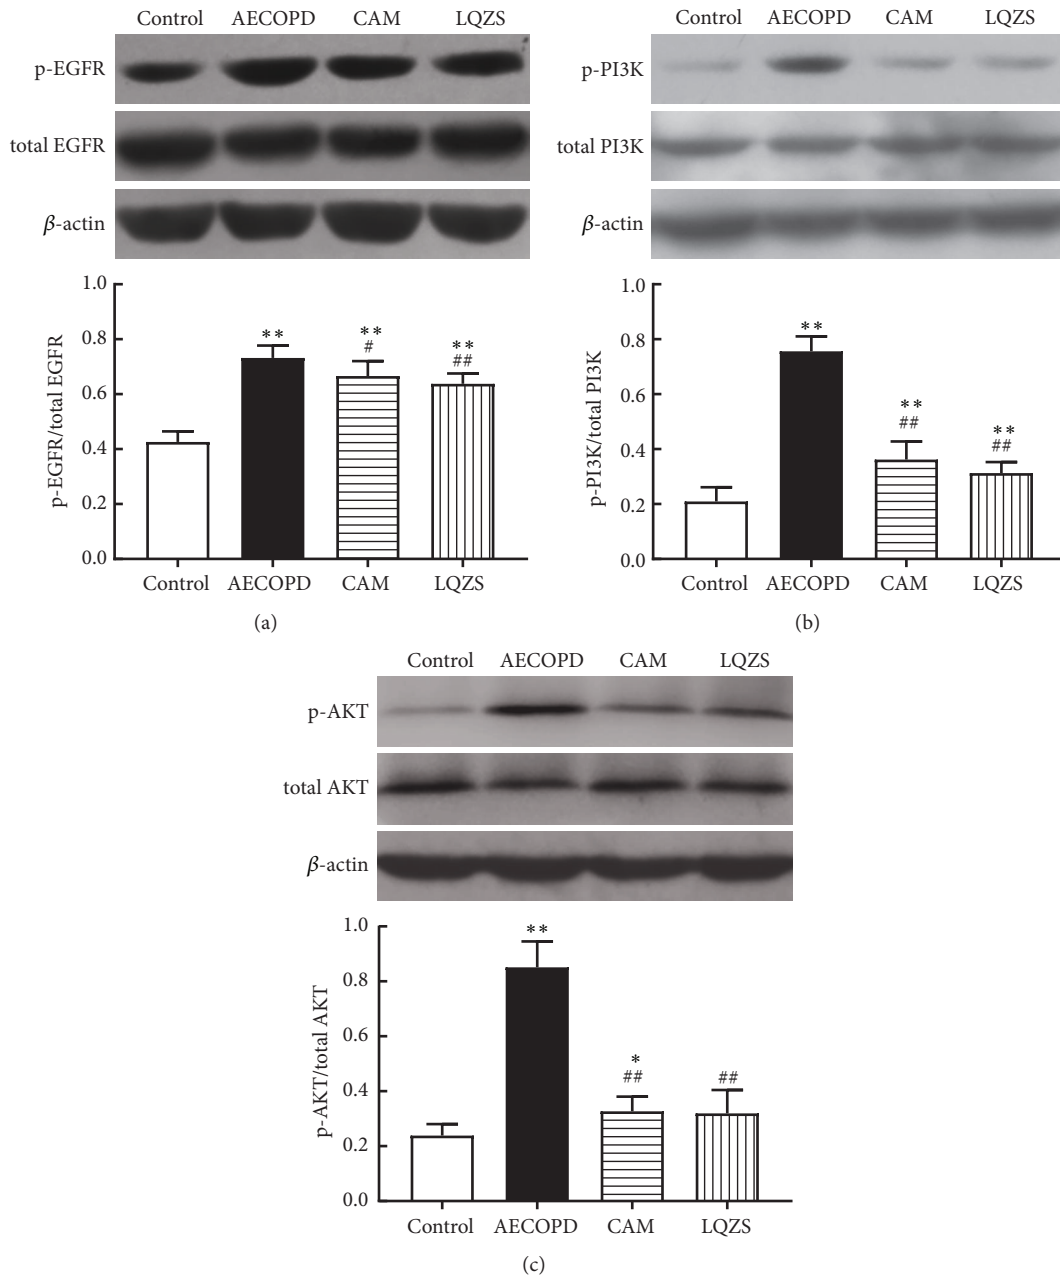 Control AECOPD CAM LQZS
p-EGFR
total EGFR
β-actin
1.0
0.8
0.6
0.4
0.2
0.0
p-EGFR/total EGFR
**
**
#
**
##
Control AECOPD CAM LQZS
(a)
Control AECOPD CAM LQZS
p-PI3K
total PI3K
β-actin
1.0
0.8
0.6
0.4
0.2
0.0
p-PI3K/total PI3K
**
**
##
**
##
Control AECOPD CAM LQZS
(b)
Control AECOPD CAM LQZS
p-AKT
total AKT
β-actin
1.0
0.8
0.6
0.4
0.2
0.0
p-AKT/total AKT
**
*
##
##
Control AECOPD CAM LQZS
(c)